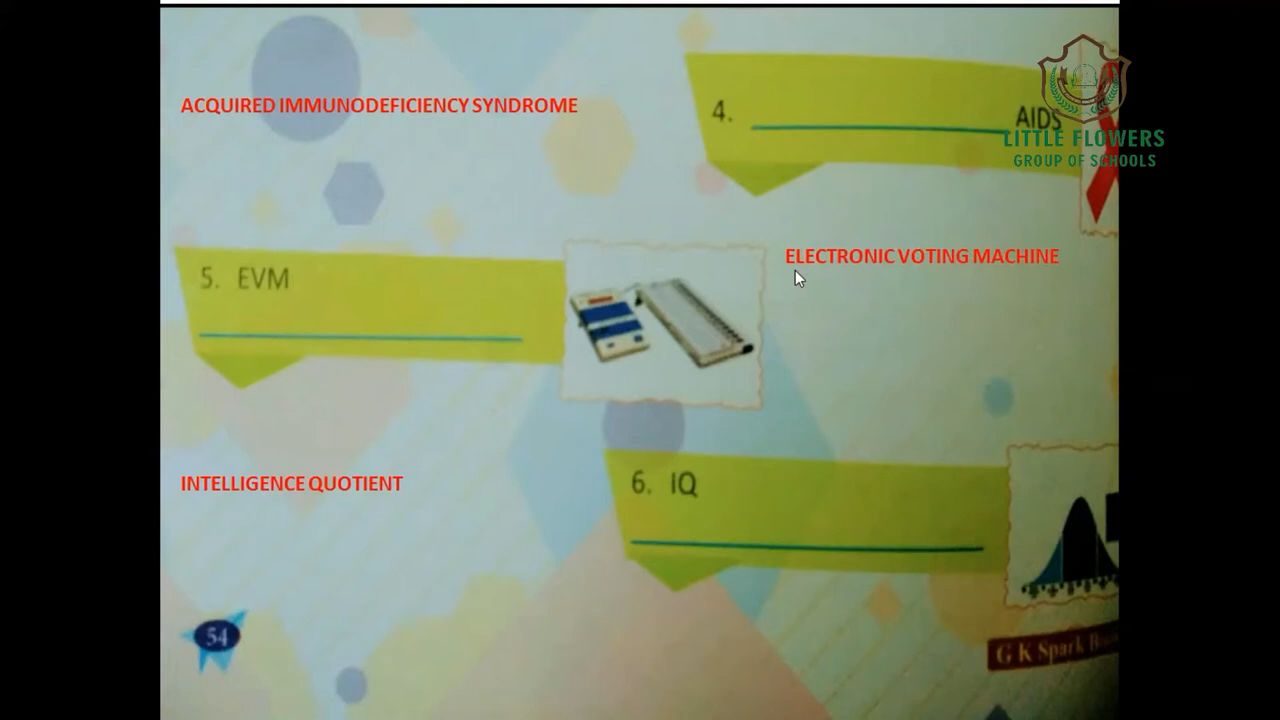 ACQUIRED IMMUNODEFICIENCY SYNDROME
4.
AIDS
LITTLE FLOWERS
GROUP OF SCHOOLS
5. EVM
ELECTRONIC VOTING MACHINE
INTELLIGENCE QUOTIENT
6. IQ
54
G K Spark